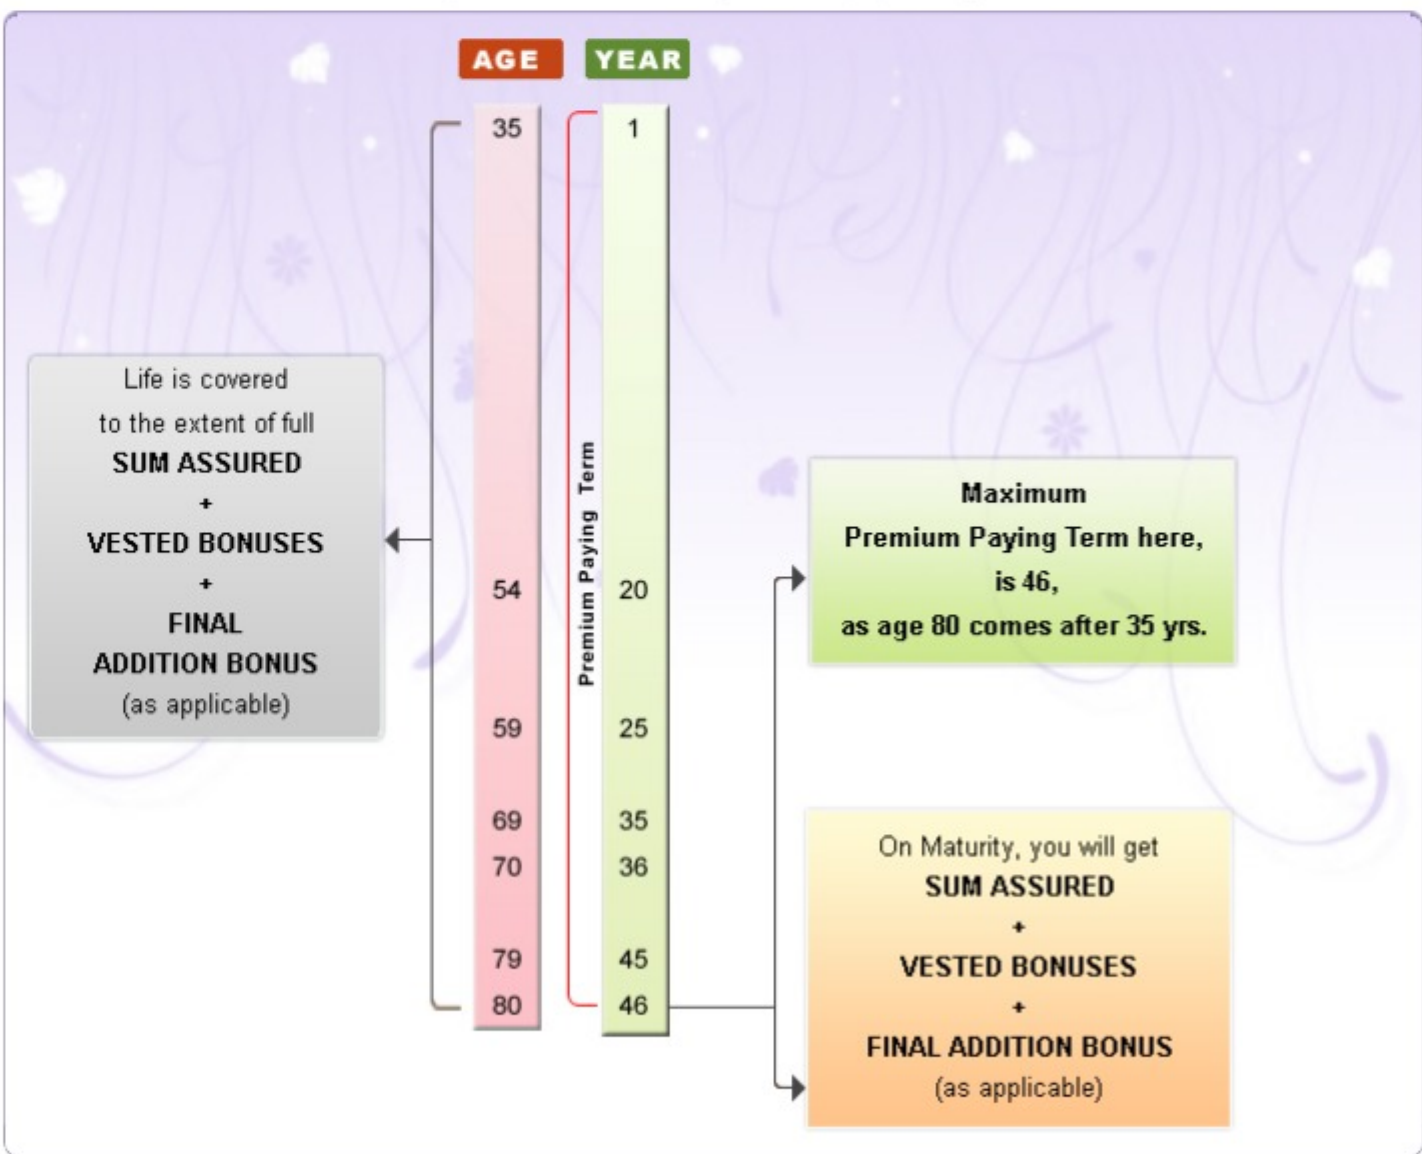 AGE YEAR
35 1
Life is covered
to the extent of full
SUM ASSURED
+
VESTED BONUSES
+
FINAL
ADDITION BONUS
(as applicable)
Premium Paying Term
54 20
59 25
69 35
70 36
79 45
80 46
Maximum
Premium Paying Term here,
is 46,
as age 80 comes after 35 yrs.
On Maturity, you will get
SUM ASSURED
+
VESTED BONUSES
+
FINAL ADDITION BONUS
(as applicable)